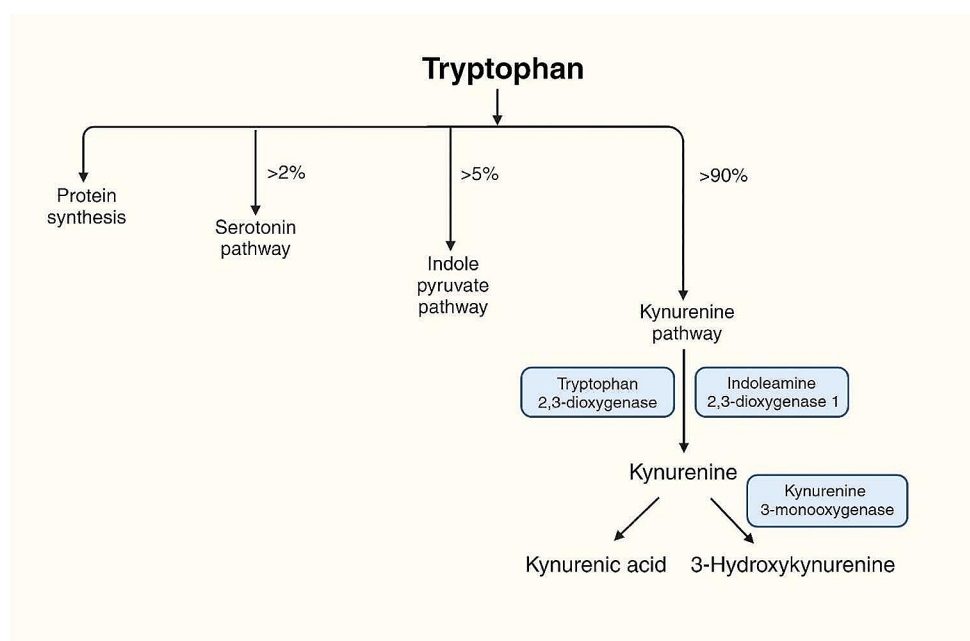 Tryptophan
>2%
>5%
>90%
Protein
synthesis
Serotonin
pathway
Indole
pyruvate
pathway
Kynurenine
pathway
Tryptophan
2,3-dioxygenase
Indoleamine
2,3-dioxygenase 1
Kynurenine
Kynurenine
3-monooxygenase
Kynurenic acid
3-Hydroxykynurenine